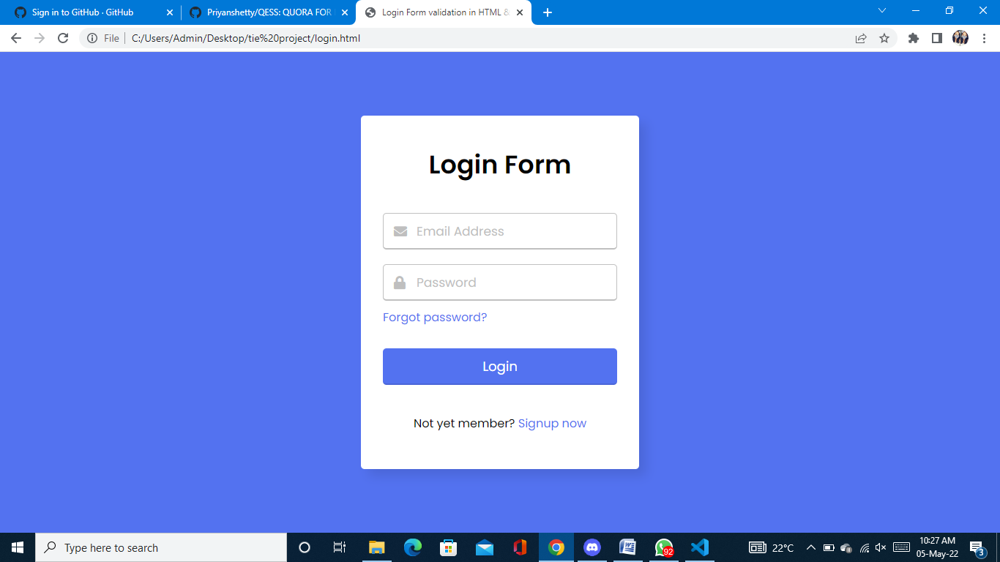 Sign in to GitHub · GitHub
Priyanshetty/QESS: QUORA FOR
Login Form validation in HTML &
File
C:/Users/Admin/Desktop/tie%20project/login.html
Login Form
Email Address
Password
Forgot password?
Login
Not yet member? Signup now
Type here to search
92
22°C
10:27 AM
05-May-22
3